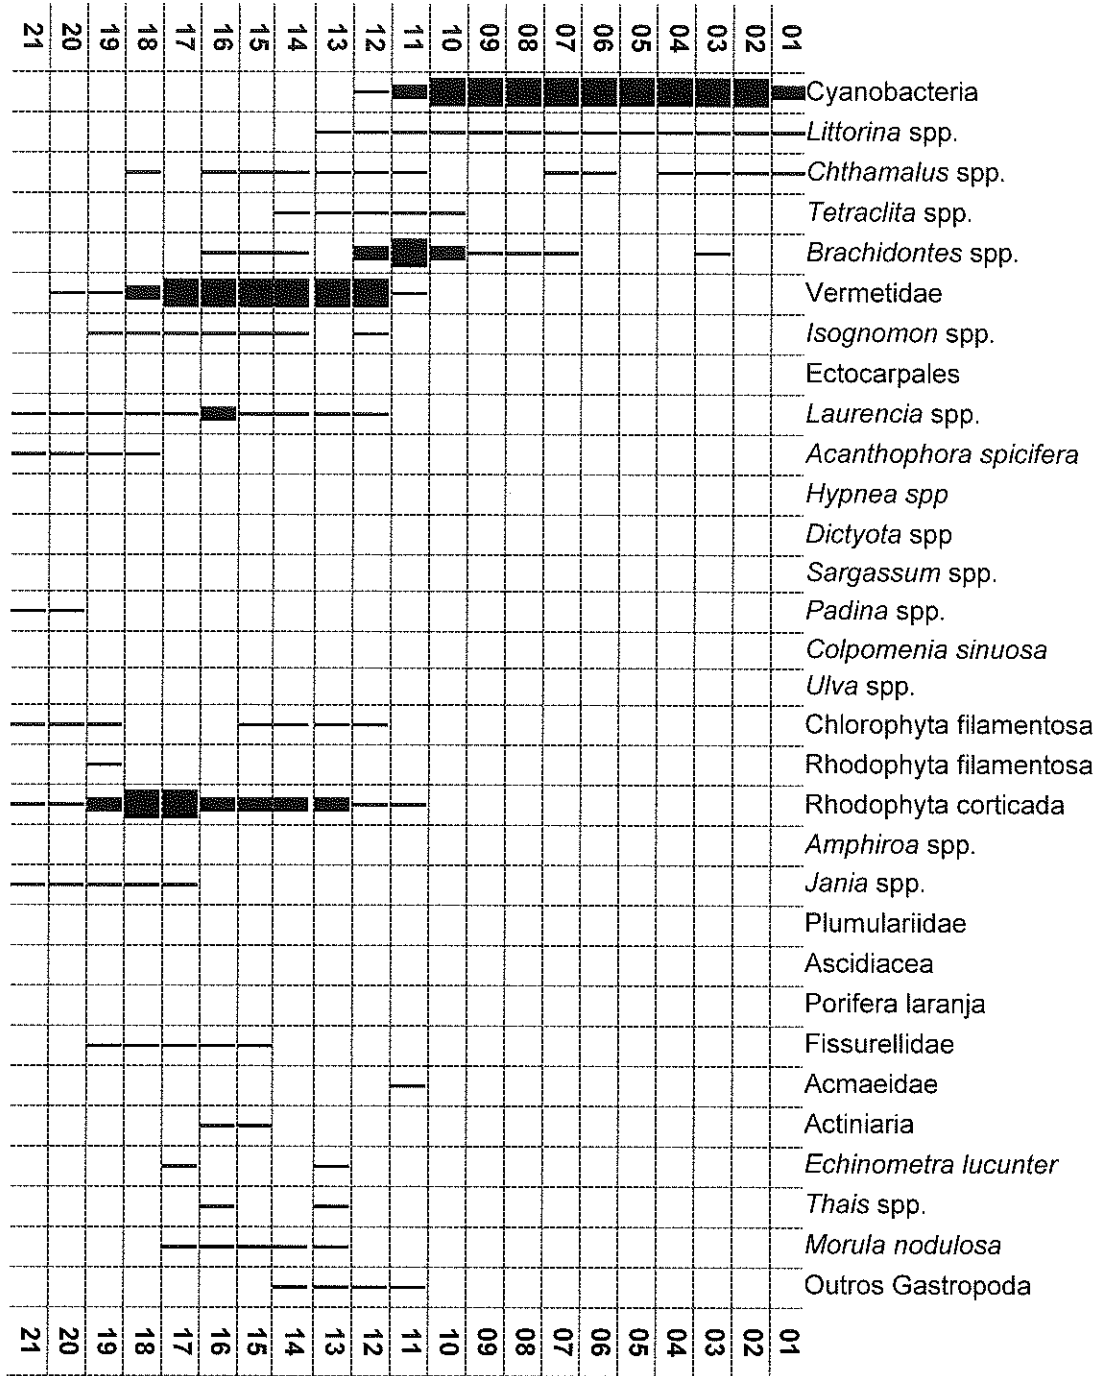 21 20 19 18 17 16 15 14 13 12 11 10 09 08 07 06 05 04 03 02 01
Cyanobacteria
Littorina spp.
Chthamalus spp.
Tetraclita spp.
Brachidontes spp.
Vermetidae
Isognomon spp.
Ectocarpales
Laurencia spp.
Acanthophora spicifera
Hypnea spp
Dictyota spp
Sargassum spp.
Padina spp.
Colpomenia sinuosa
Ulva spp.
Chlorophyta filamentosa
Rhodophyta filamentosa
Rhodophyta corticada
Amphiroa spp.
Jania spp.
Plumulariidae
Ascidiacea
Porifera laranja
Fissurellidae
Acmaeidae
Actiniaria
Echinometra lucunter
Thais spp.
Morula nodulosa
Outros Gastropoda
21 20 19 18 17 16 15 14 13 12 11 10 09 08 07 06 05 04 03 02 01